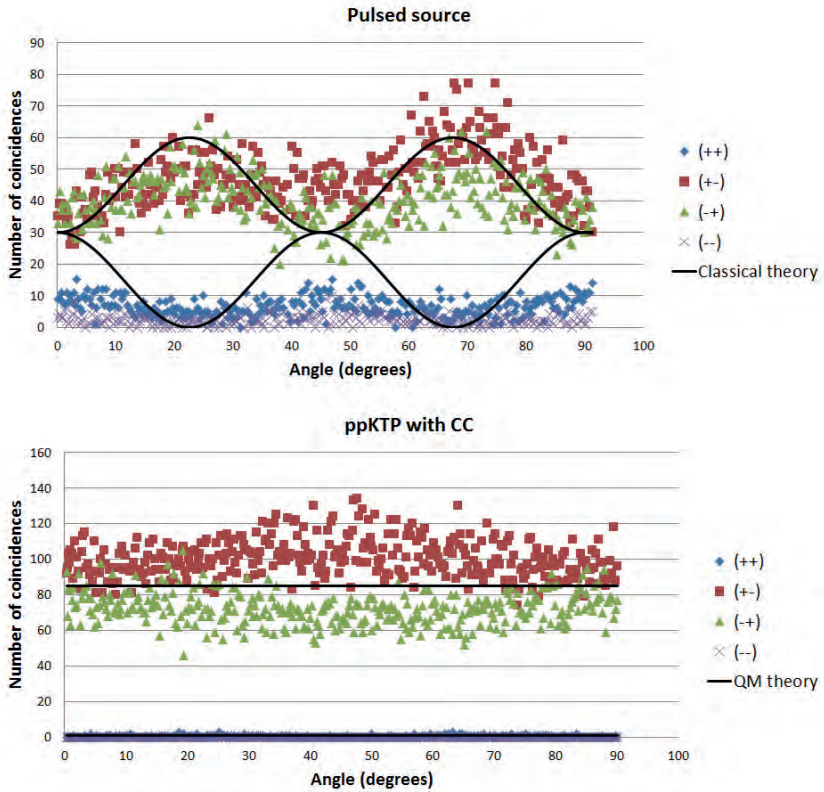 Pulsed source
90
80
70
60
50
40
30
20
10
0
0 10 20 30 40 50 60 70 80 90 100
Number of coincidences
Angle (degrees)
(++)
(+-)
(-+)
(--)
Classical theory
ppKTP with CC
160
140
120
100
80
60
40
20
0
0 10 20 30 40 50 60 70 80 90 100
Number of coincidences
Angle (degrees)
(++)
(+-)
(-+)
(--)
QM theory